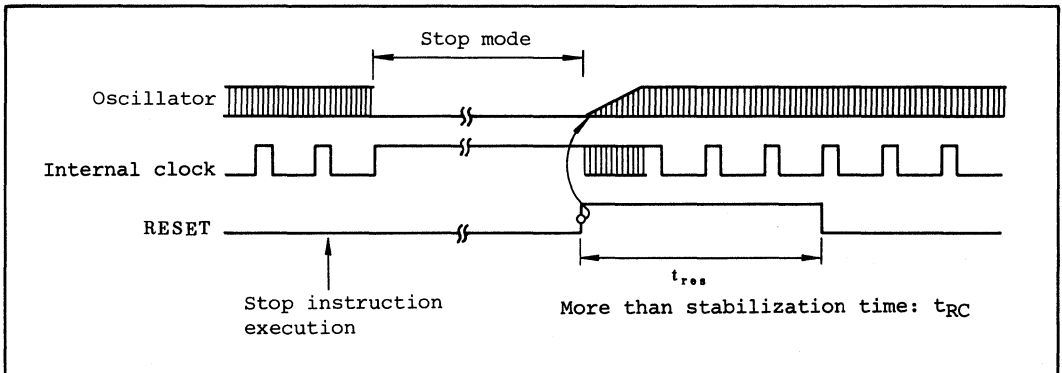 Stop mode
Oscillator
Internal clock
RESET
tres
Stop instruction
execution
More than stabilization time: tRC